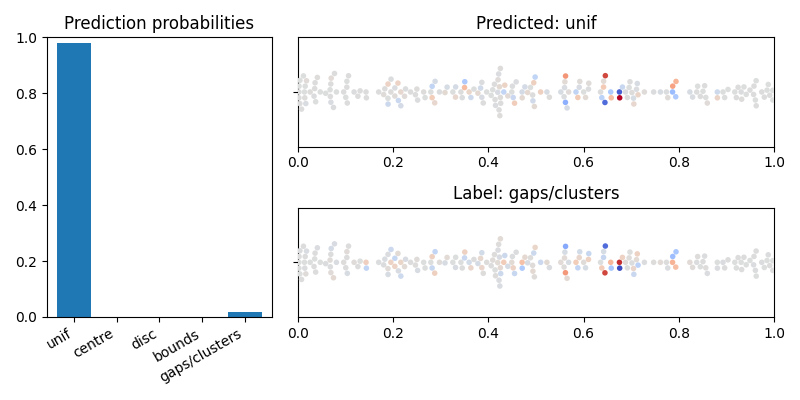 Prediction probabilities
1.0
0.8
0.6
0.4
0.2
0.0
unif
centre
disc
bounds
gaps/clusters
Predicted: unif
0.0 0.2 0.4 0.6 0.8 1.0
Label: gaps/clusters
0.0 0.2 0.4 0.6 0.8 1.0